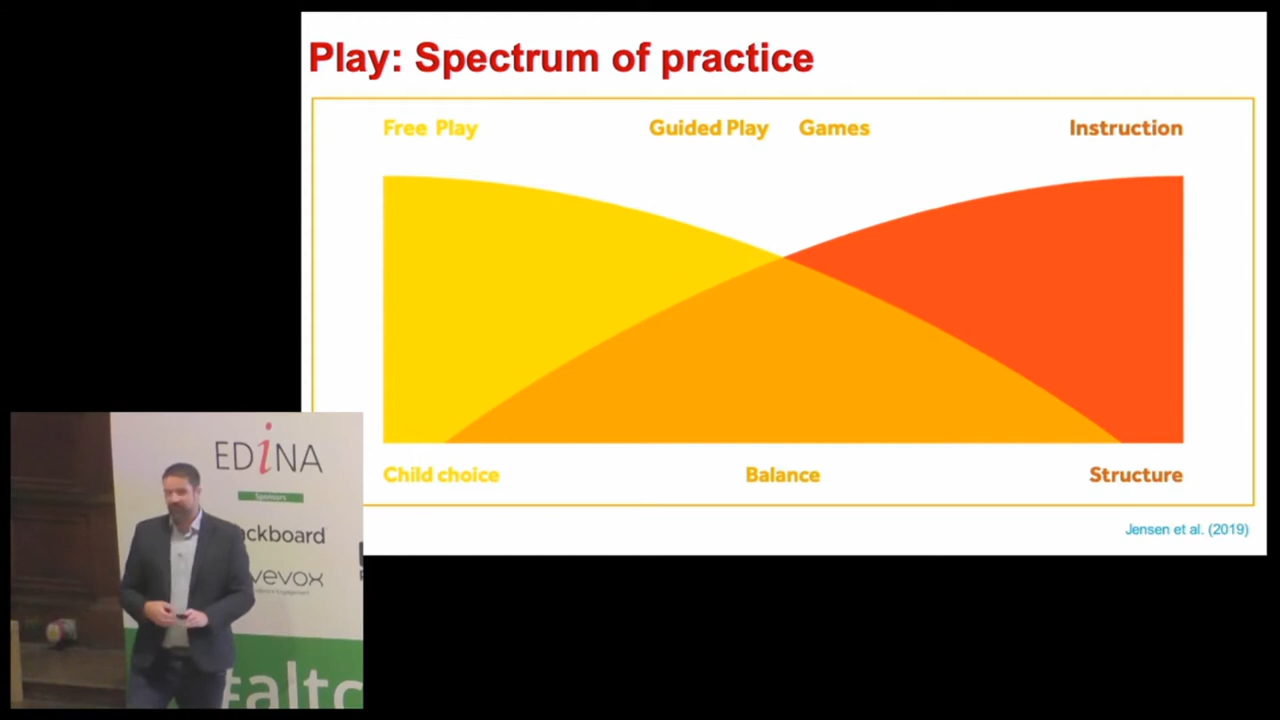 Play: Spectrum of practice
Free Play
Guided Play
Games
Instruction
Child choice
Balance
Structure
Jensen et al. (2019)
EDiNA
Sponsors
ackboard
vevox
#altc